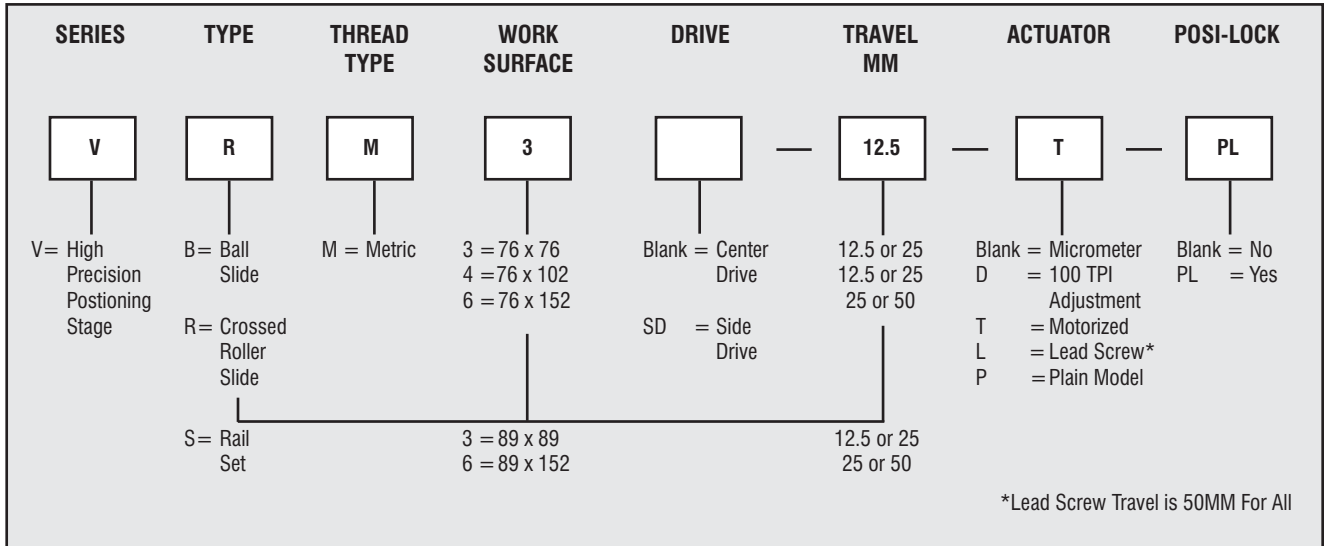 SERIES TYPE THREAD TYPE WORK SURFACE DRIVE TRAVEL MM ACTUATOR POSI-LOCK
V R M 3 — 12.5 — T — PL
V= High Precision Postioning Stage
B= Ball Slide
R= Crossed Roller Slide
M = Metric
3 = 76 x 76
4 = 76 x 102
6 = 76 x 152
Blank = Center Drive
SD = Side Drive
12.5 or 25
12.5 or 25
25 or 50
Blank = Micrometer
D = 100 TPI Adjustment
T = Motorized
L = Lead Screw*
P = Plain Model
Blank = No
PL = Yes
S= Rail Set
3 = 89 x 89
6 = 89 x 152
12.5 or 25
25 or 50
*Lead Screw Travel is 50MM For All